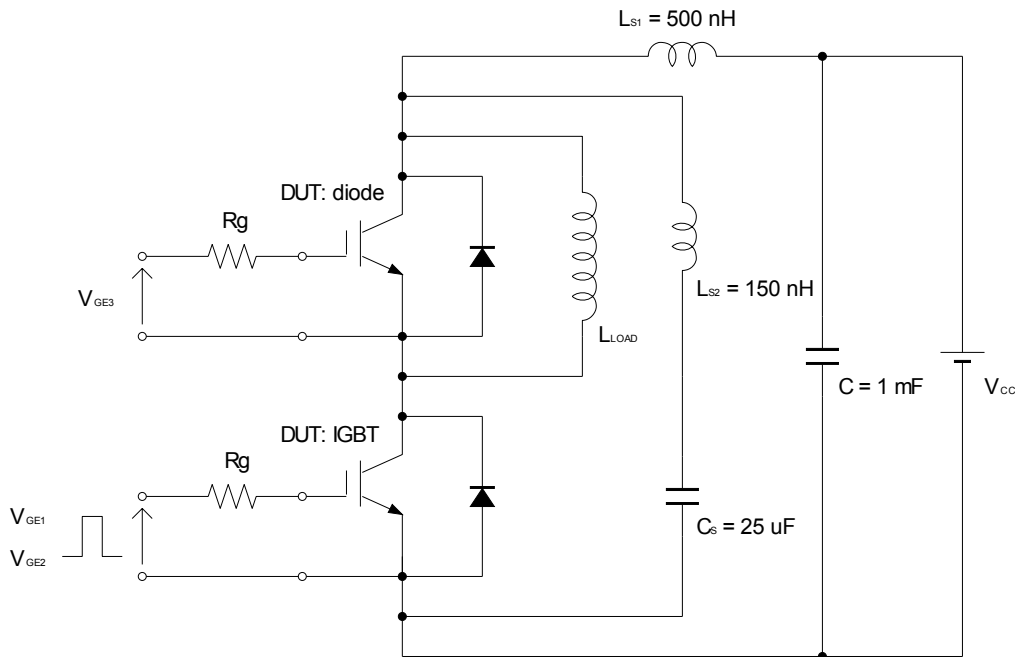 LS1 = 500 nH
DUT: diode
Rg
VGE3
LS2 = 150 nH
LLOAD
C = 1 mF
VCC
DUT: IGBT
Rg
VGE1
VGE2
CS = 25 uF